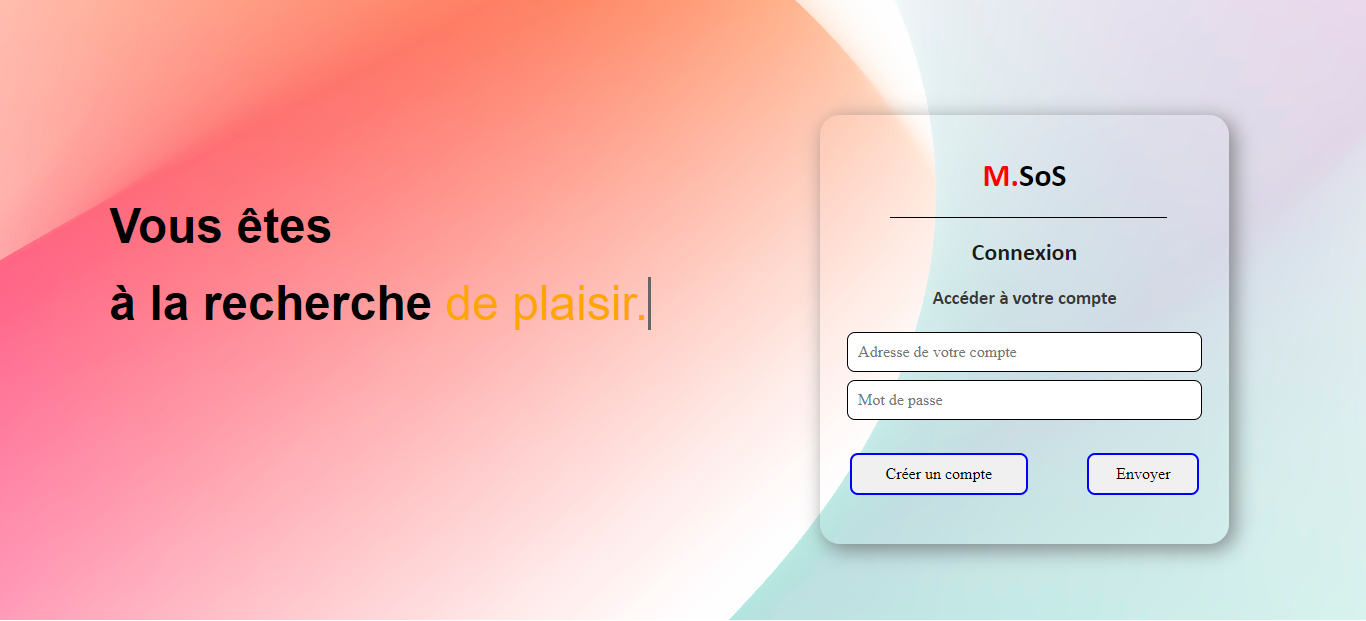 Vous êtes
à la recherche de plaisir.
M.SoS
Connexion
Accéder à votre compte
Adresse de votre compte
Mot de passe
Créer un compte
Envoyer